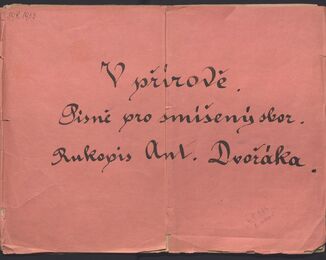 V přírodě.
Písně pro smíšený sbor.
Rukopis Ant. Dvořáka.